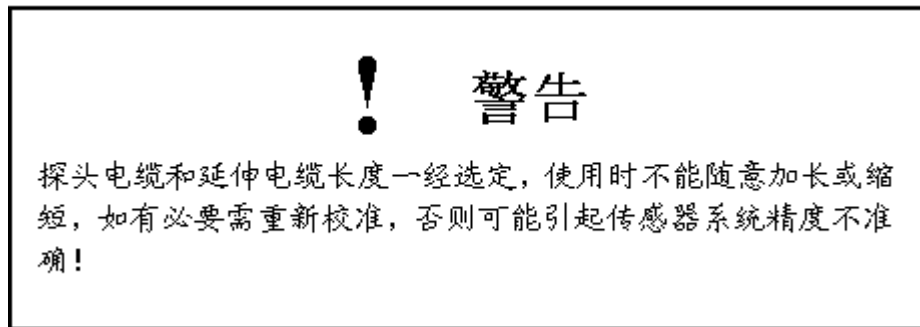 ! 警告
探头电缆和延伸电缆长度一经选定，使用时不能随意加长或缩
短，如有必要需重新校准，否则可能引起传感器系统精度不准
确！